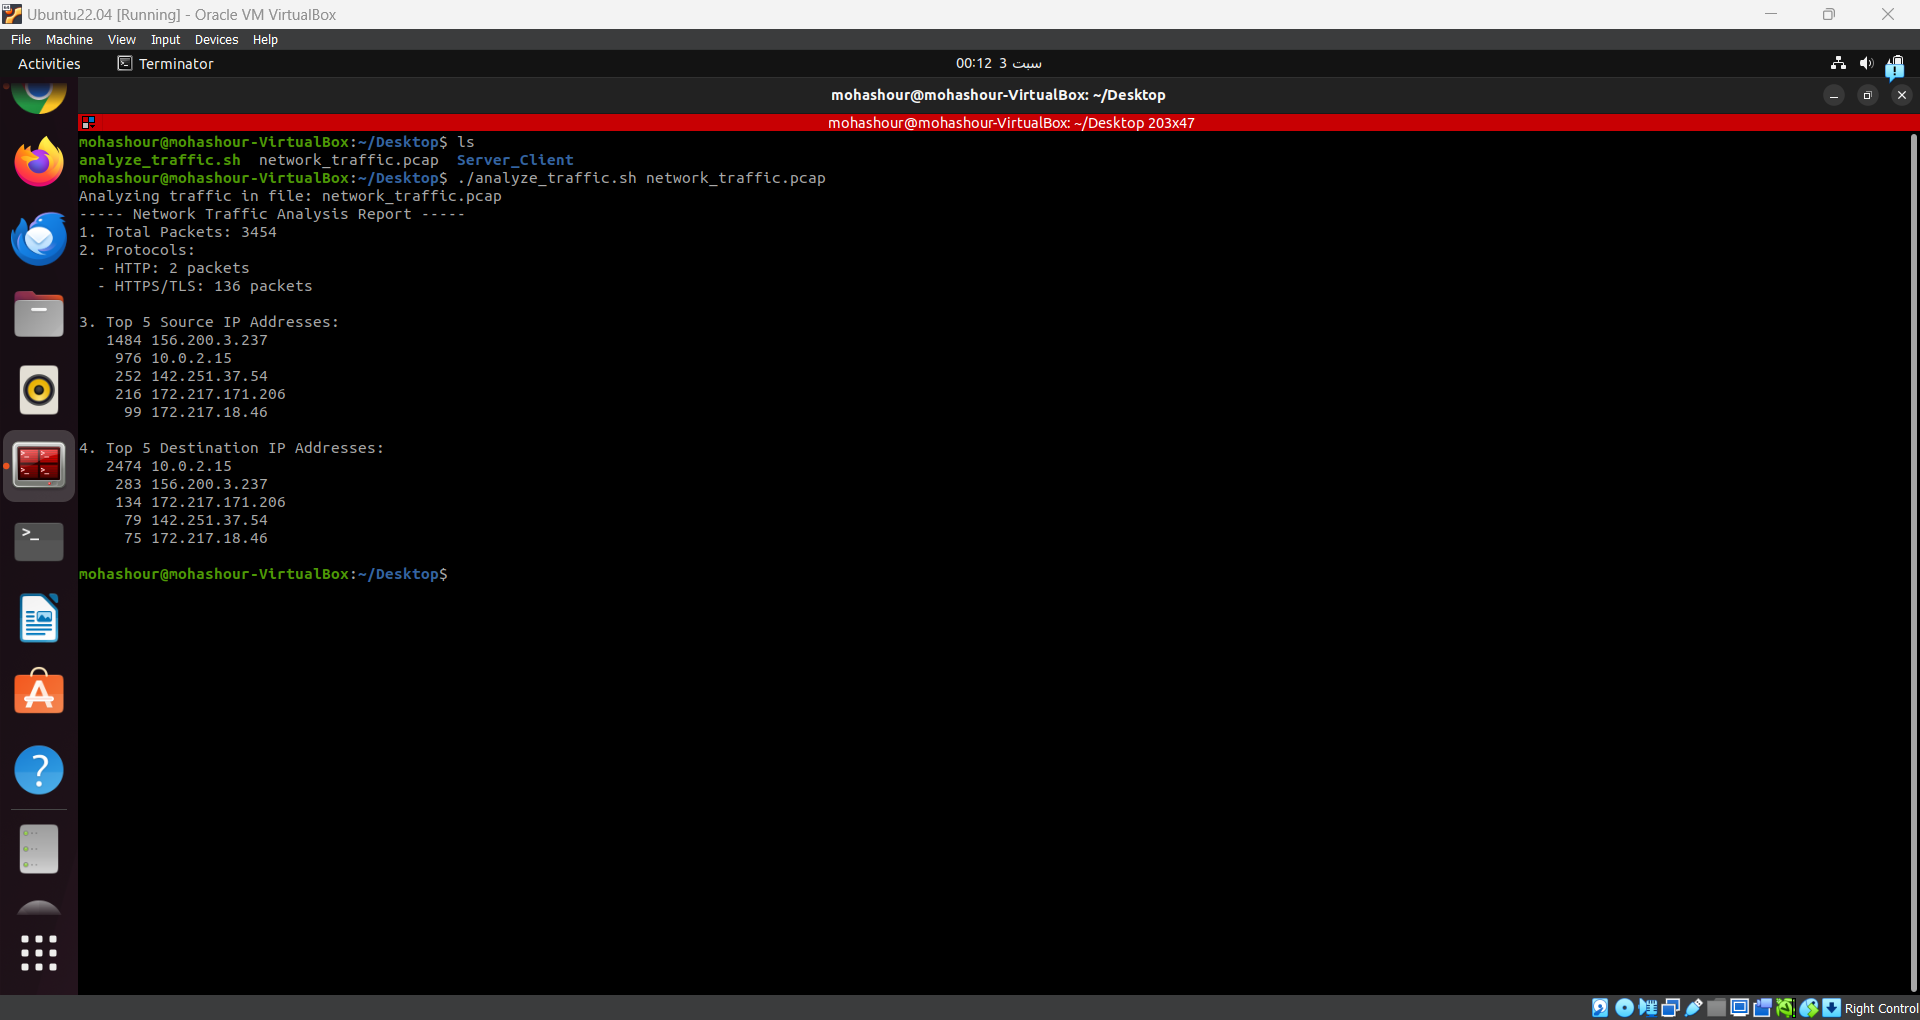 Ubuntu22.04 [Running] - Oracle VM VirtualBox
File Machine View Input Devices Help
Activities Terminator 00:12 3 سبت
mohashour@mohashour-VirtualBox: ~/Desktop
mohashour@mohashour-VirtualBox: ~/Desktop 203x47
mohashour@mohashour-VirtualBox:~/Desktop$ ls
analyze_traffic.sh  network_traffic.pcap  Server_Client
mohashour@mohashour-VirtualBox:~/Desktop$ ./analyze_traffic.sh network_traffic.pcap
Analyzing traffic in file: network_traffic.pcap
----- Network Traffic Analysis Report -----
1. Total Packets: 3454
2. Protocols:
  - HTTP: 2 packets
  - HTTPS/TLS: 136 packets
3. Top 5 Source IP Addresses:
   1484 156.200.3.237
    976 10.0.2.15
    252 142.251.37.54
    216 172.217.171.206
     99 172.217.18.46
4. Top 5 Destination IP Addresses:
   2474 10.0.2.15
    283 156.200.3.237
    134 172.217.171.206
     79 142.251.37.54
     75 172.217.18.46
mohashour@mohashour-VirtualBox:~/Desktop$
Right Control